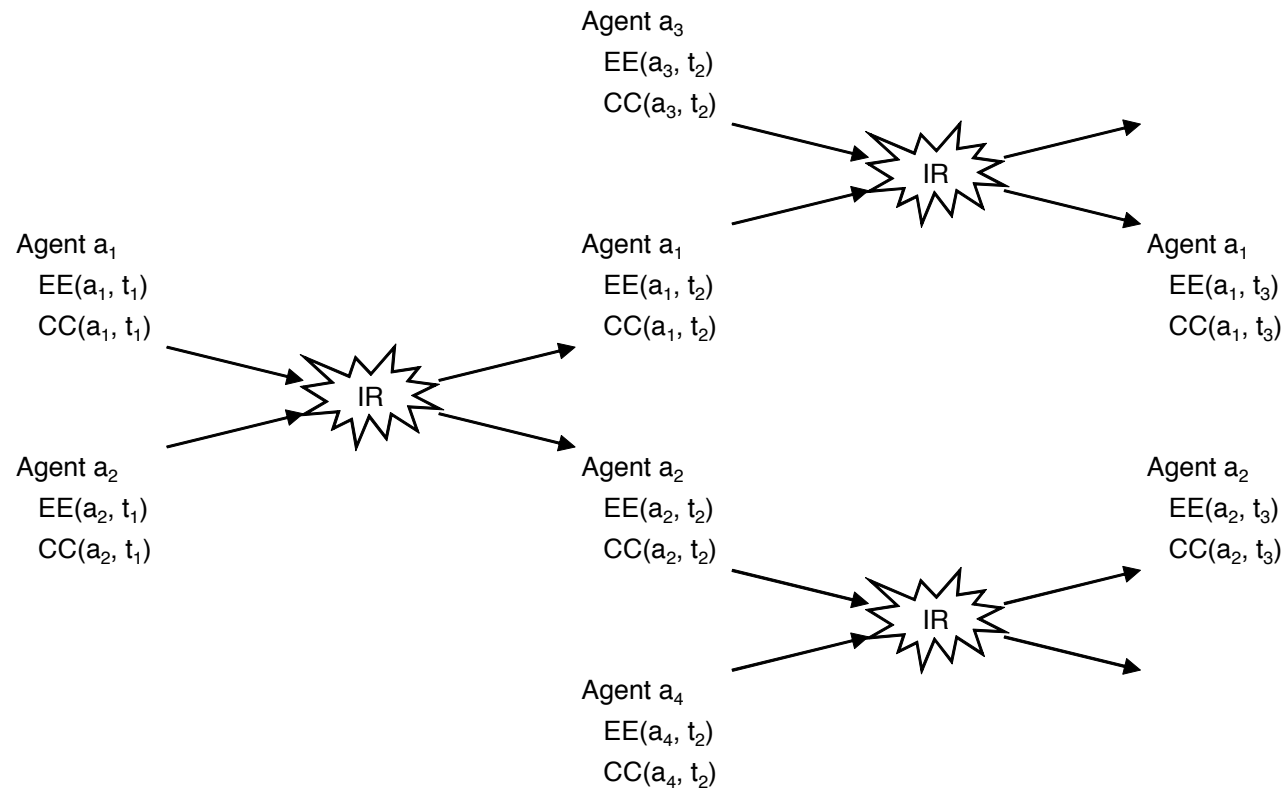 Agent a₃
EE(a₃, t₂)
CC(a₃, t₂)
IR
Agent a₁
EE(a₁, t₁)
CC(a₁, t₁)
Agent a₁
EE(a₁, t₂)
CC(a₁, t₂)
Agent a₁
EE(a₁, t₃)
CC(a₁, t₃)
IR
Agent a₂
EE(a₂, t₁)
CC(a₂, t₁)
Agent a₂
EE(a₂, t₂)
CC(a₂, t₂)
Agent a₂
EE(a₂, t₃)
CC(a₂, t₃)
IR
Agent a₄
EE(a₄, t₂)
CC(a₄, t₂)